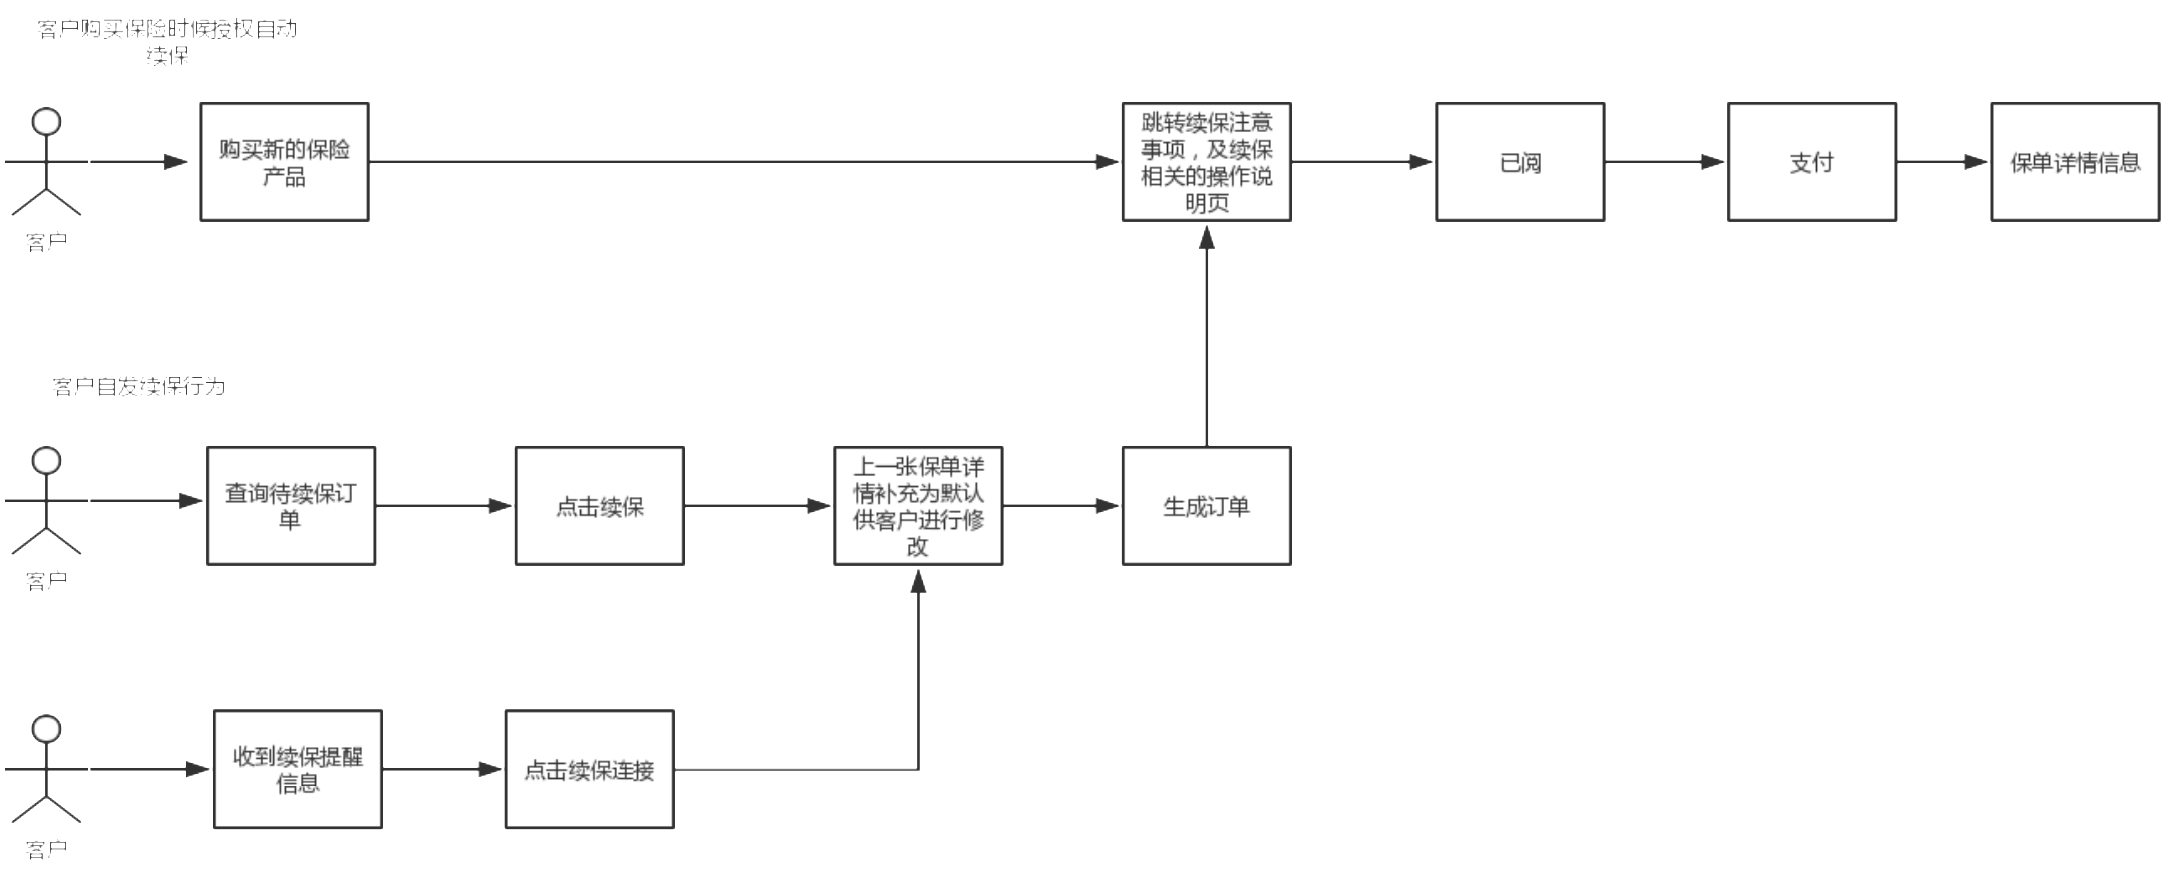 客户购买保险时候授权自动
续保
购买新的保险
产品
跳转续保注意
事项，及续保
相关的操作说
明页
已阅
支付
保单详情信息
客户
客户自发续保行为
查询待续保订
单
点击续保
上一张保单详
情补充为默认
供客户进行修
改
生成订单
客户
收到续保提醒
信息
点击续保连接
客户